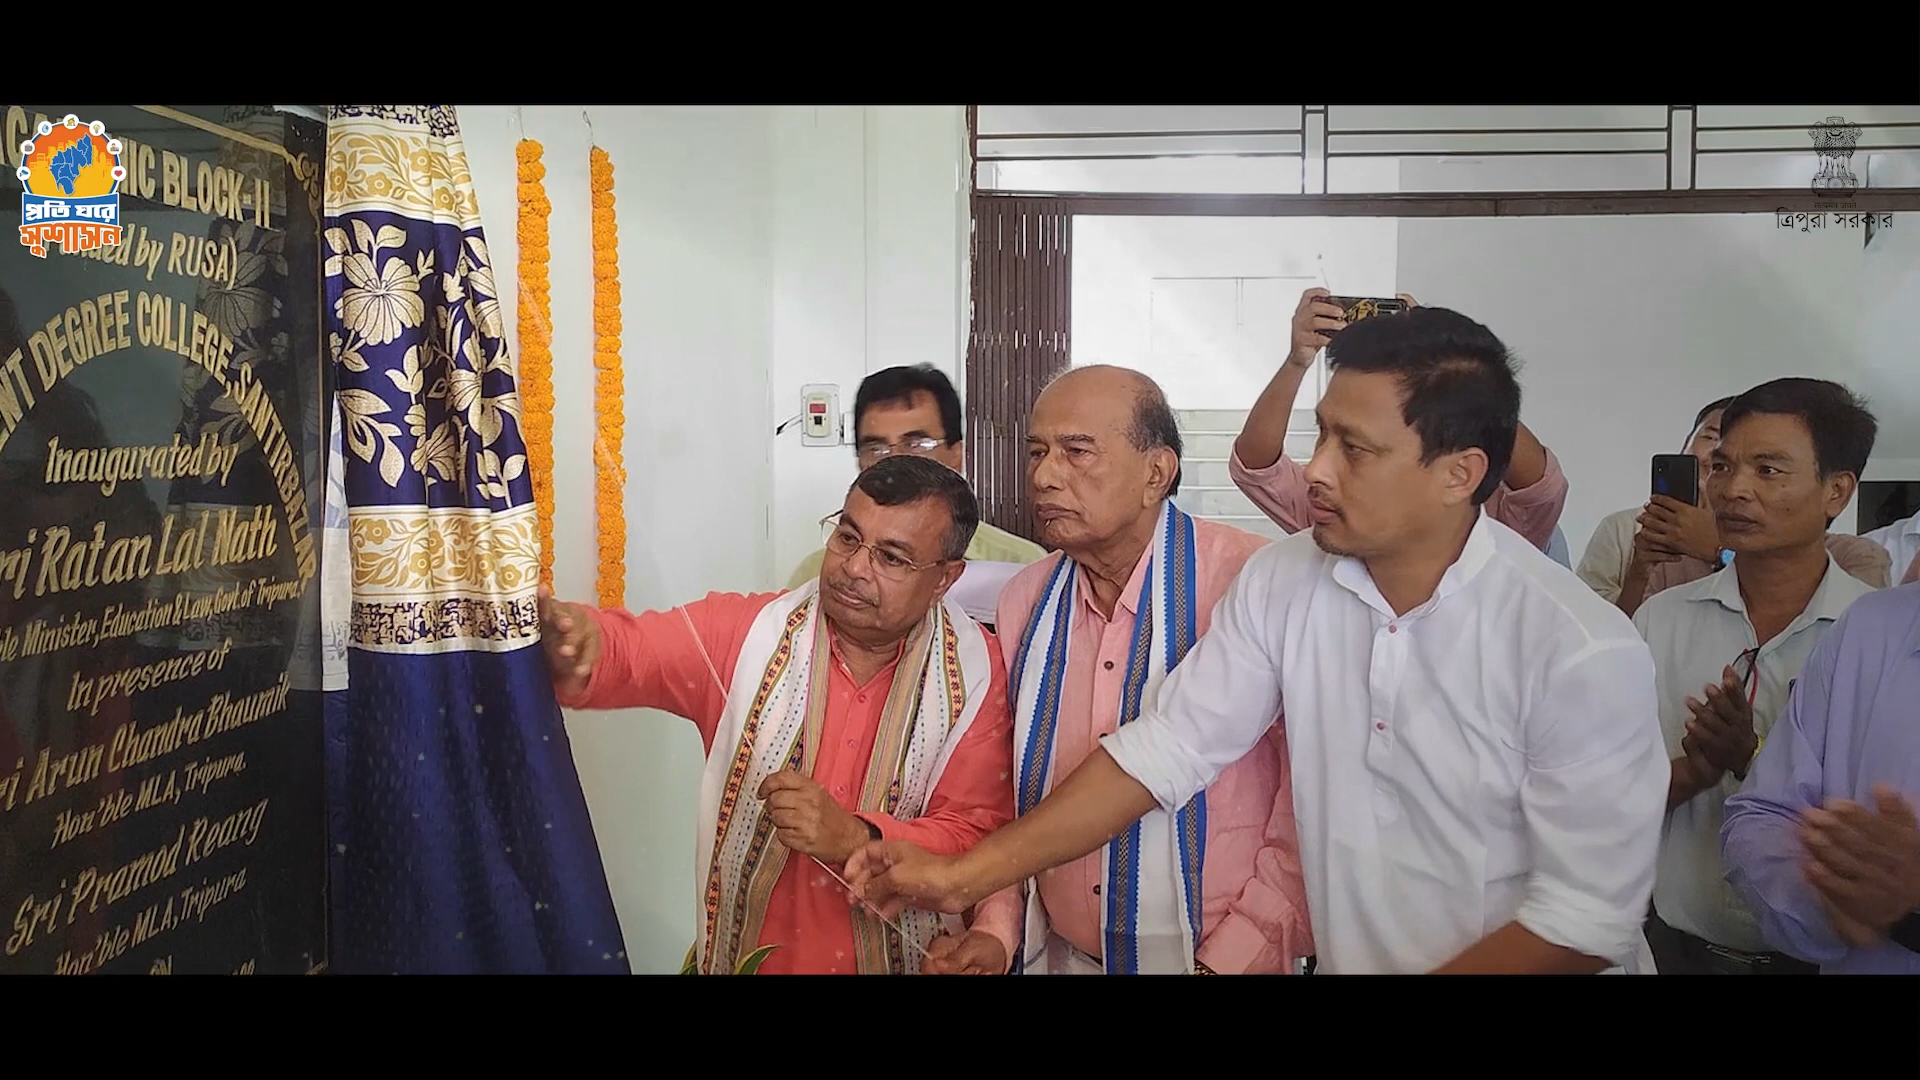 MIC BLOCK-II
by RUSA)
DEGREE COLLEGE, SANTIRBAZAR
Inaugurated by
Ratan Lal Nath
Minister, Education & Law, Govt. of Tripura.
In presence of
Arun Chandra Bhaumik
Hon'ble MLA, Tripura.
Sri Pramod Reang
Hon'ble MLA, Tripura
প্রতি ঘরে
সুশাসন
ত্রিপুরা সরকার